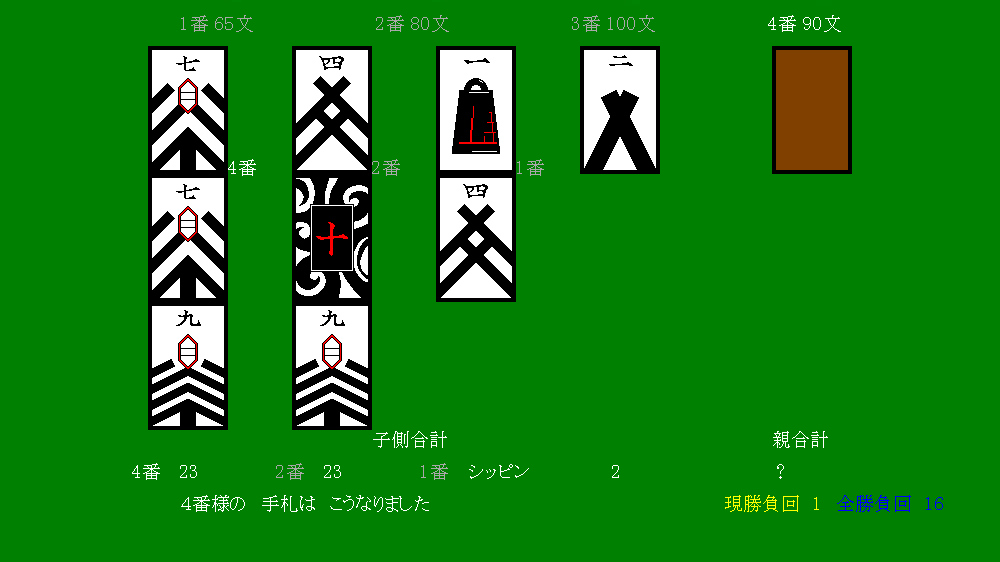 1番 65文 2番 80文 3番 100文 4番 90文
七 四 一 二
4番 2番 1番
七 十 四
九 九
子側合計 親合計
4番 23 2番 23 1番 シッピン 2 ?
4番様の 手札は こうなりました 現勝負回 1 全勝負回 16